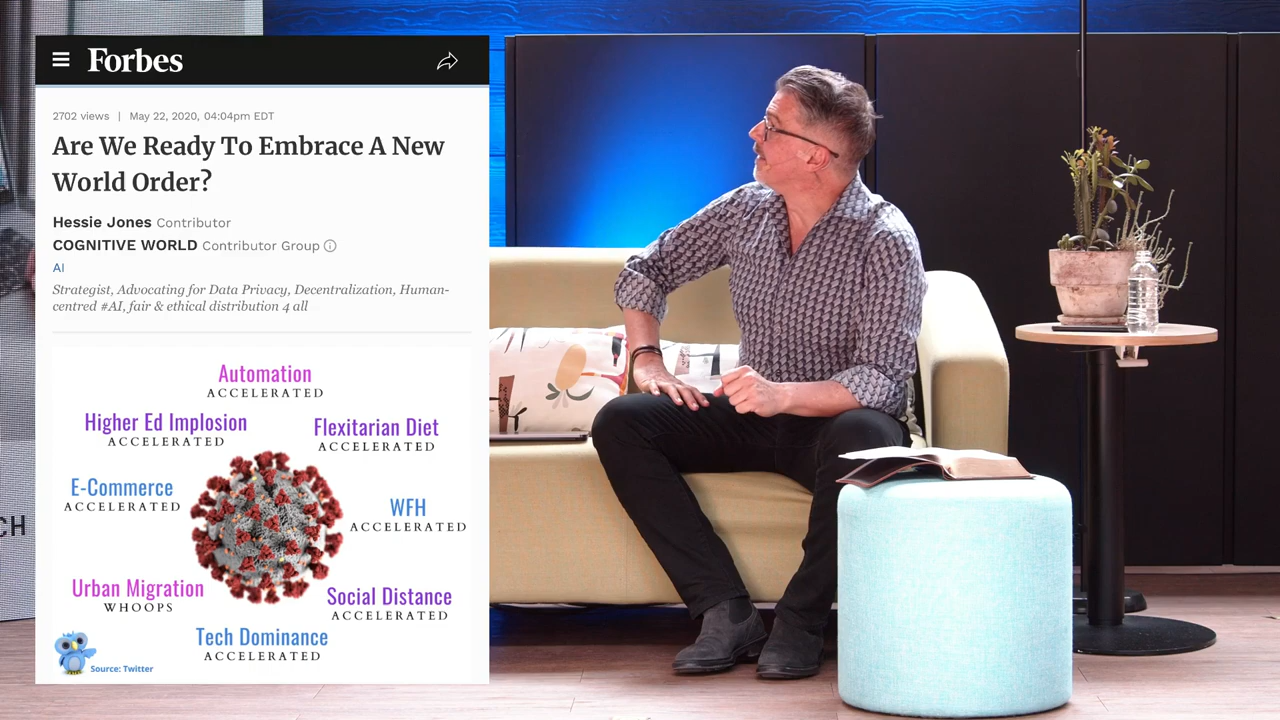 Forbes
2702 views | May 22, 2020, 04:04pm EDT
Are We Ready To Embrace A New
World Order?
Hessie Jones Contributor
COGNITIVE WORLD Contributor Group
AI
Strategist, Advocating for Data Privacy, Decentralization, Human-
centred #AI, fair & ethical distribution 4 all
Automation
ACCELERATED
Higher Ed Implosion
ACCELERATED
Flexitarian Diet
ACCELERATED
E-Commerce
ACCELERATED
WFH
ACCELERATED
Urban Migration
WHOOPS
Social Distance
ACCELERATED
Tech Dominance
ACCELERATED
Source: Twitter
CH